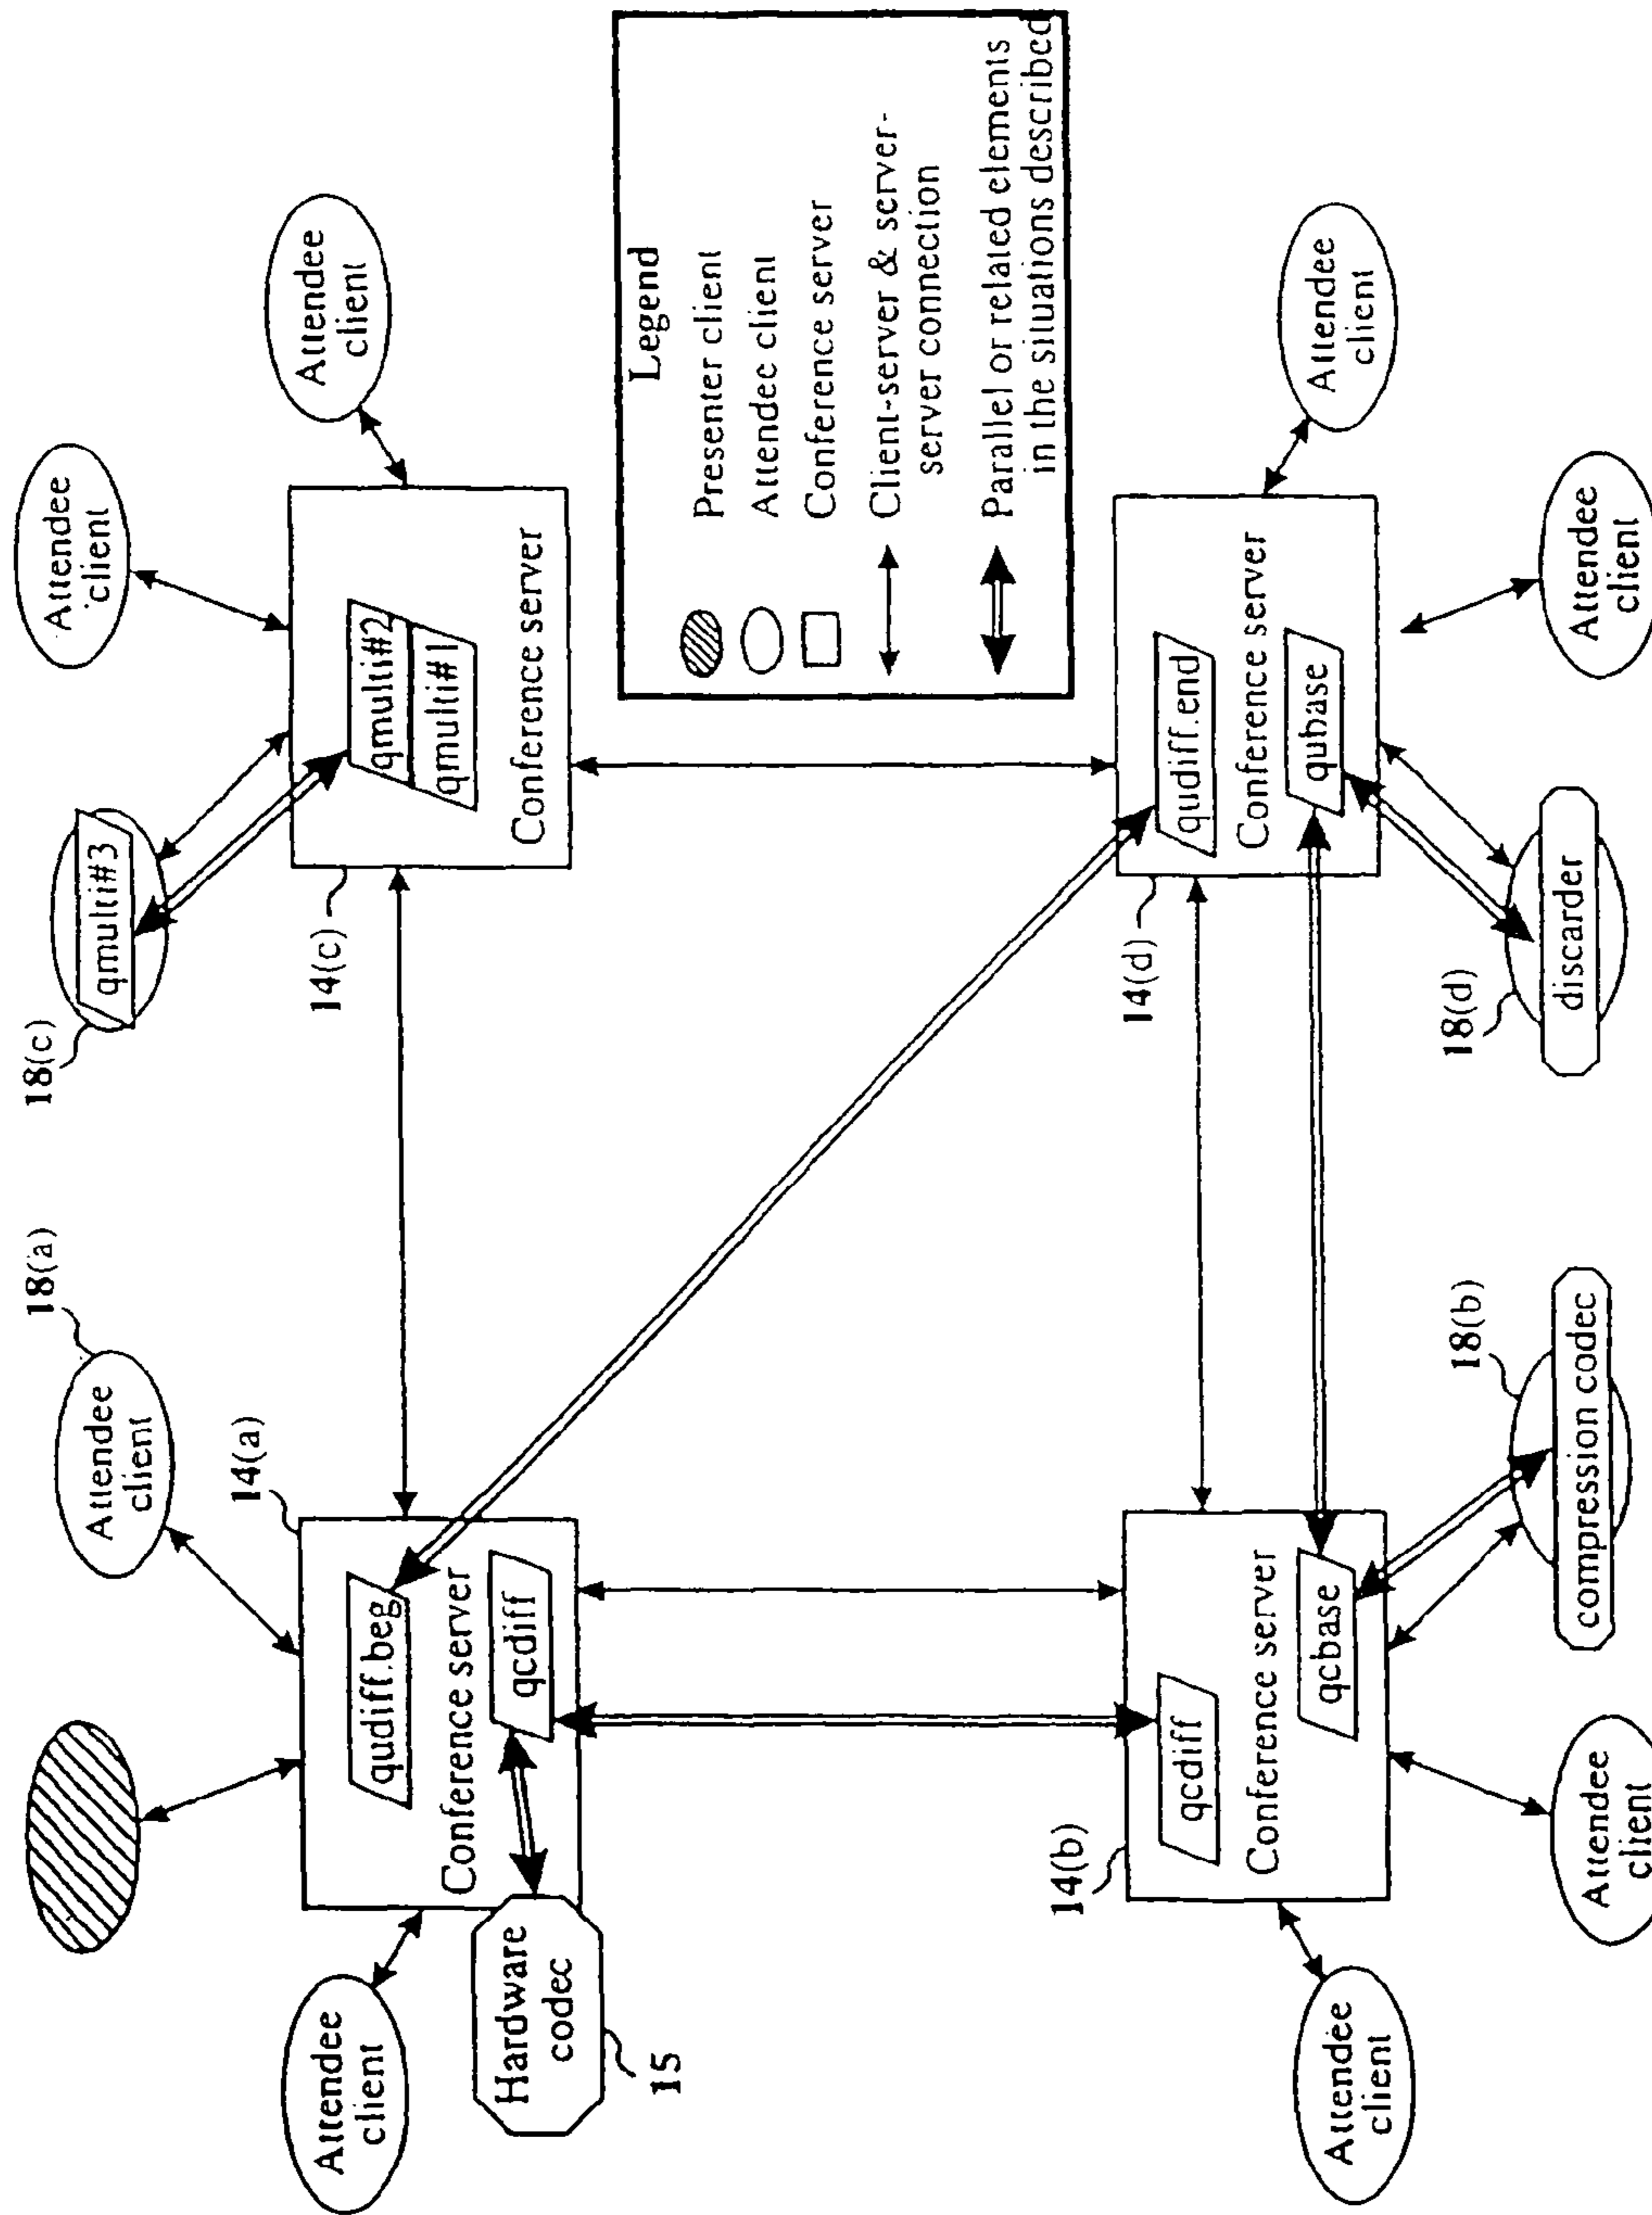 18(a)
18(c)
Attendee
client
qmulti#3
Attendee
client
Attendee
client
14(a)
qudiff.beg
Conference server
qcdiff
Attendee
client
Hardware
codec
15
14(c)
qmulti#2
qmulti#1
Conference server
Attendee
client
14(b)
qcdiff
Conference server
qcbase
Attendee
client
Attendee
client
18(b)
compression codec
14(d)
qudiff.end
Conference server
qubase
18(d)
discarder
Attendee
client
Attendee
client
Legend
Presenter client
Attendee client
Conference server
Client-server & server-
server connection
Parallel or related elements
in the situations described